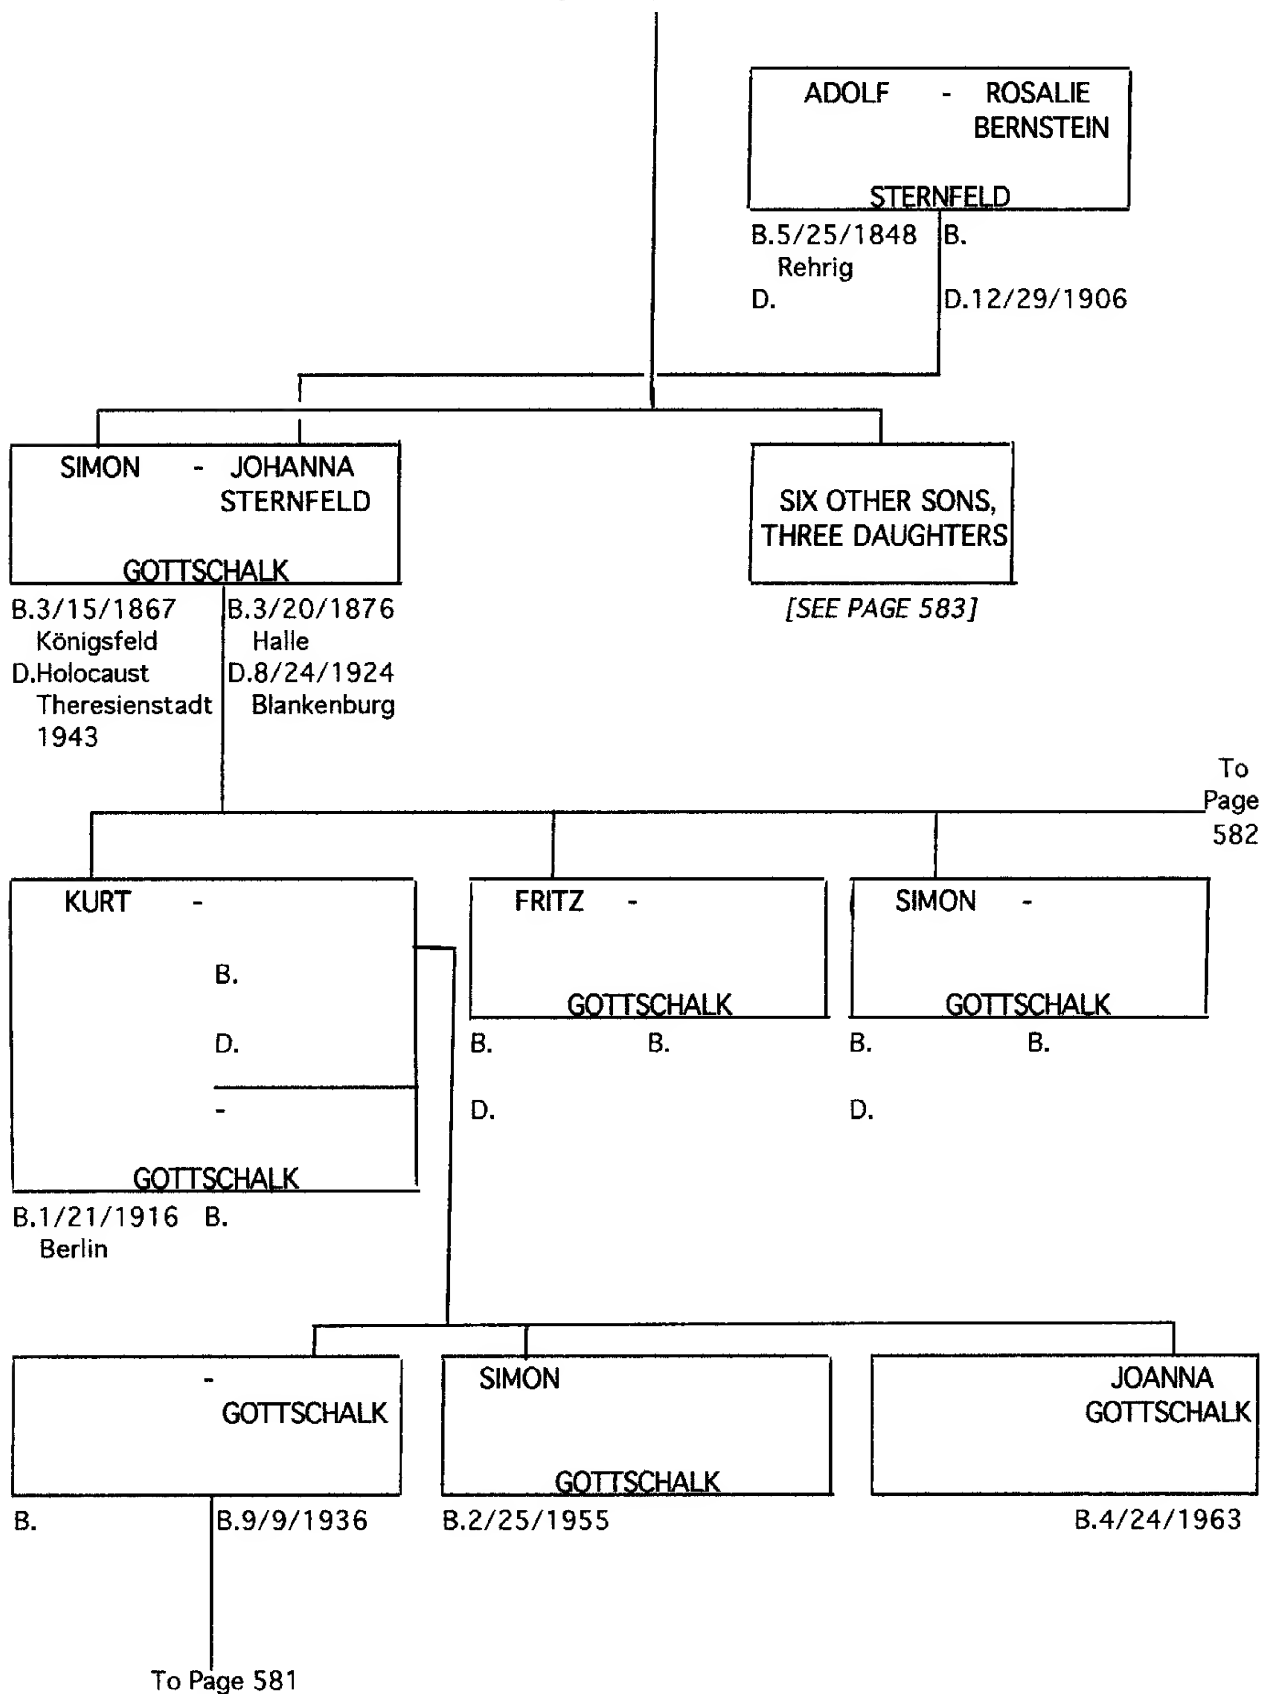 ADOLF - ROSALIE
BERNSTEIN
STERNFELD
B.5/25/1848 B.
Rehrig
D. D.12/29/1906
SIMON - JOHANNA
STERNFELD
GOTTSCHALK
B.3/15/1867 B.3/20/1876
Königsfeld Halle
D.Holocaust D.8/24/1924
Theresienstadt Blankenburg
1943
SIX OTHER SONS,
THREE DAUGHTERS
[SEE PAGE 583]
To
Page
582
KURT -
B.
D.
-
GOTTSCHALK
B.1/21/1916 B.
Berlin
FRITZ -
GOTTSCHALK
B. B.
D.
SIMON -
GOTTSCHALK
B. B.
D.
-
GOTTSCHALK
B. B.9/9/1936
To Page 581
SIMON
GOTTSCHALK
B.2/25/1955
JOANNA
GOTTSCHALK
B.4/24/1963